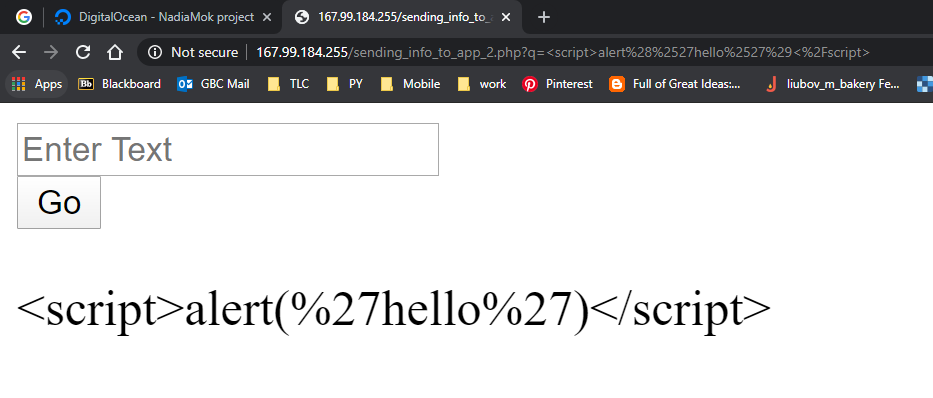 DigitalOcean - NadiaMok project
167.99.184.255/sending_info_to_a
Not secure 167.99.184.255/sending_info_to_app_2.php?q=<script>alert%28%2527hello%2527%29<%2Fscript>
Apps Bb Blackboard GBC Mail TLC PY Mobile work Pinterest Full of Great Ideas:... liubov_m_bakery Fe...
Enter Text
Go
<script>alert(%27hello%27)</script>